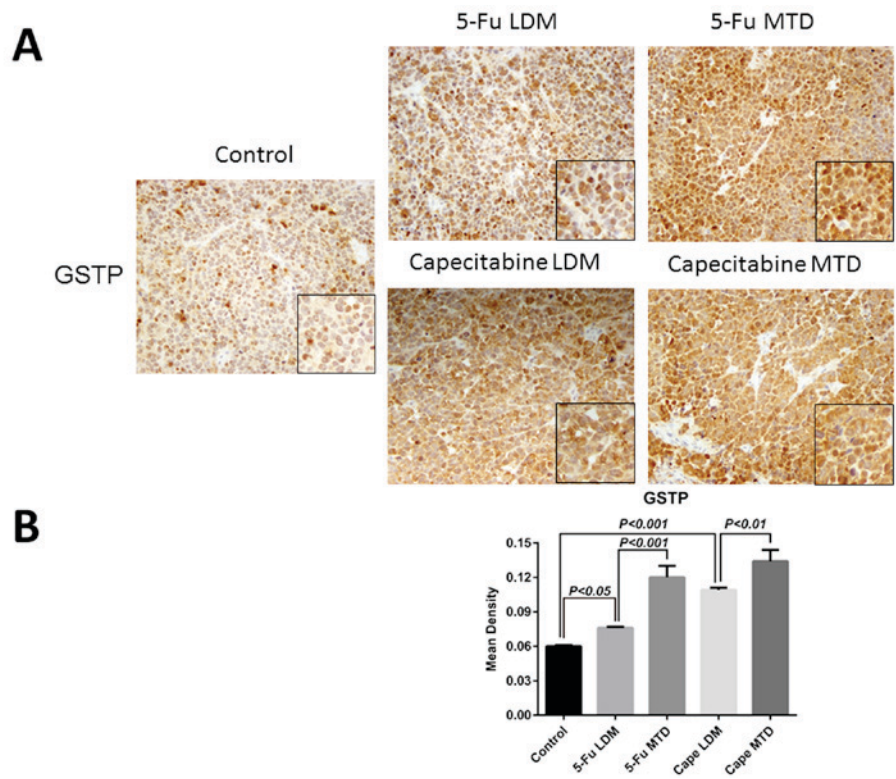 A
5-Fu LDM
5-Fu MTD
Control
GSTP
Capecitabine LDM
Capecitabine MTD
B
GSTP
P<0.001
P<0.01
P<0.001
P<0.05
Mean Density
0.15
0.12
0.09
0.06
0.03
0.00
Control
5-Fu LDM
5-Fu MTD
Cape LDM
Cape MTD